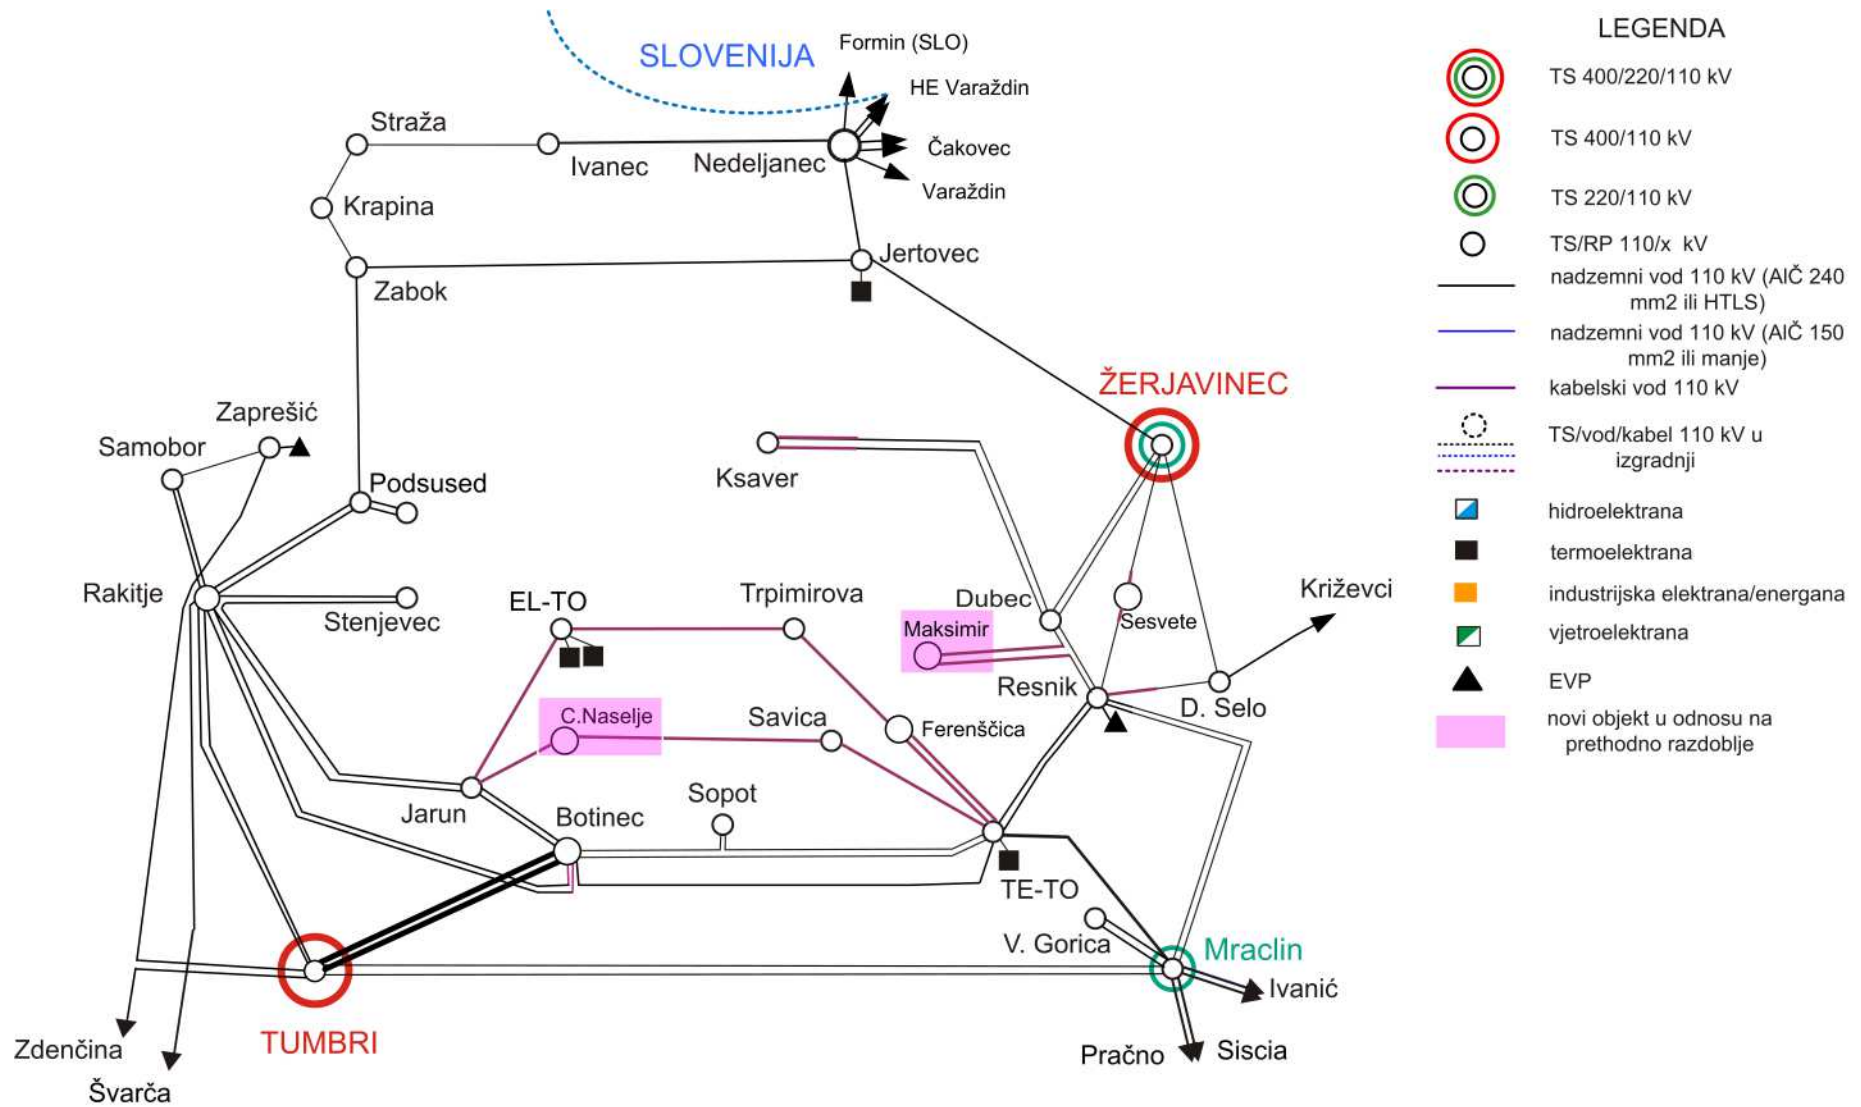 Formin (SLO)
SLOVENIJA
HE Varaždin
Straža
Ivanec
Nedeljanec
Čakovec
Varaždin
Krapina
Jertovec
Zabok
ŽERJAVINEC
Zaprešić
Samobor
Ksaver
Podsused
Rakitje
Stenjevec
EL-TO
Trpimirova
Dubec
Maksimir
Sesvete
Križevci
Resnik
D. Selo
C.Naselje
Savica
Ferenščica
Jarun
Botinec
Sopot
TE-TO
V. Gorica
Mraclin
Ivanić
TUMBRI
Zdenčina
Švarča
Pračno
Siscia
LEGENDA
TS 400/220/110 kV
TS 400/110 kV
TS 220/110 kV
TS/RP 110/x kV
nadzemni vod 110 kV (AlČ 240
mm2 ili HTLS)
nadzemni vod 110 kV (AlČ 150
mm2 ili manje)
kabelski vod 110 kV
TS/vod/kabel 110 kV u
izgradnji
hidroelektrana
termoelektrana
industrijska elektrana/energana
vjetroelektrana
EVP
novi objekt u odnosu na
prethodno razdoblje